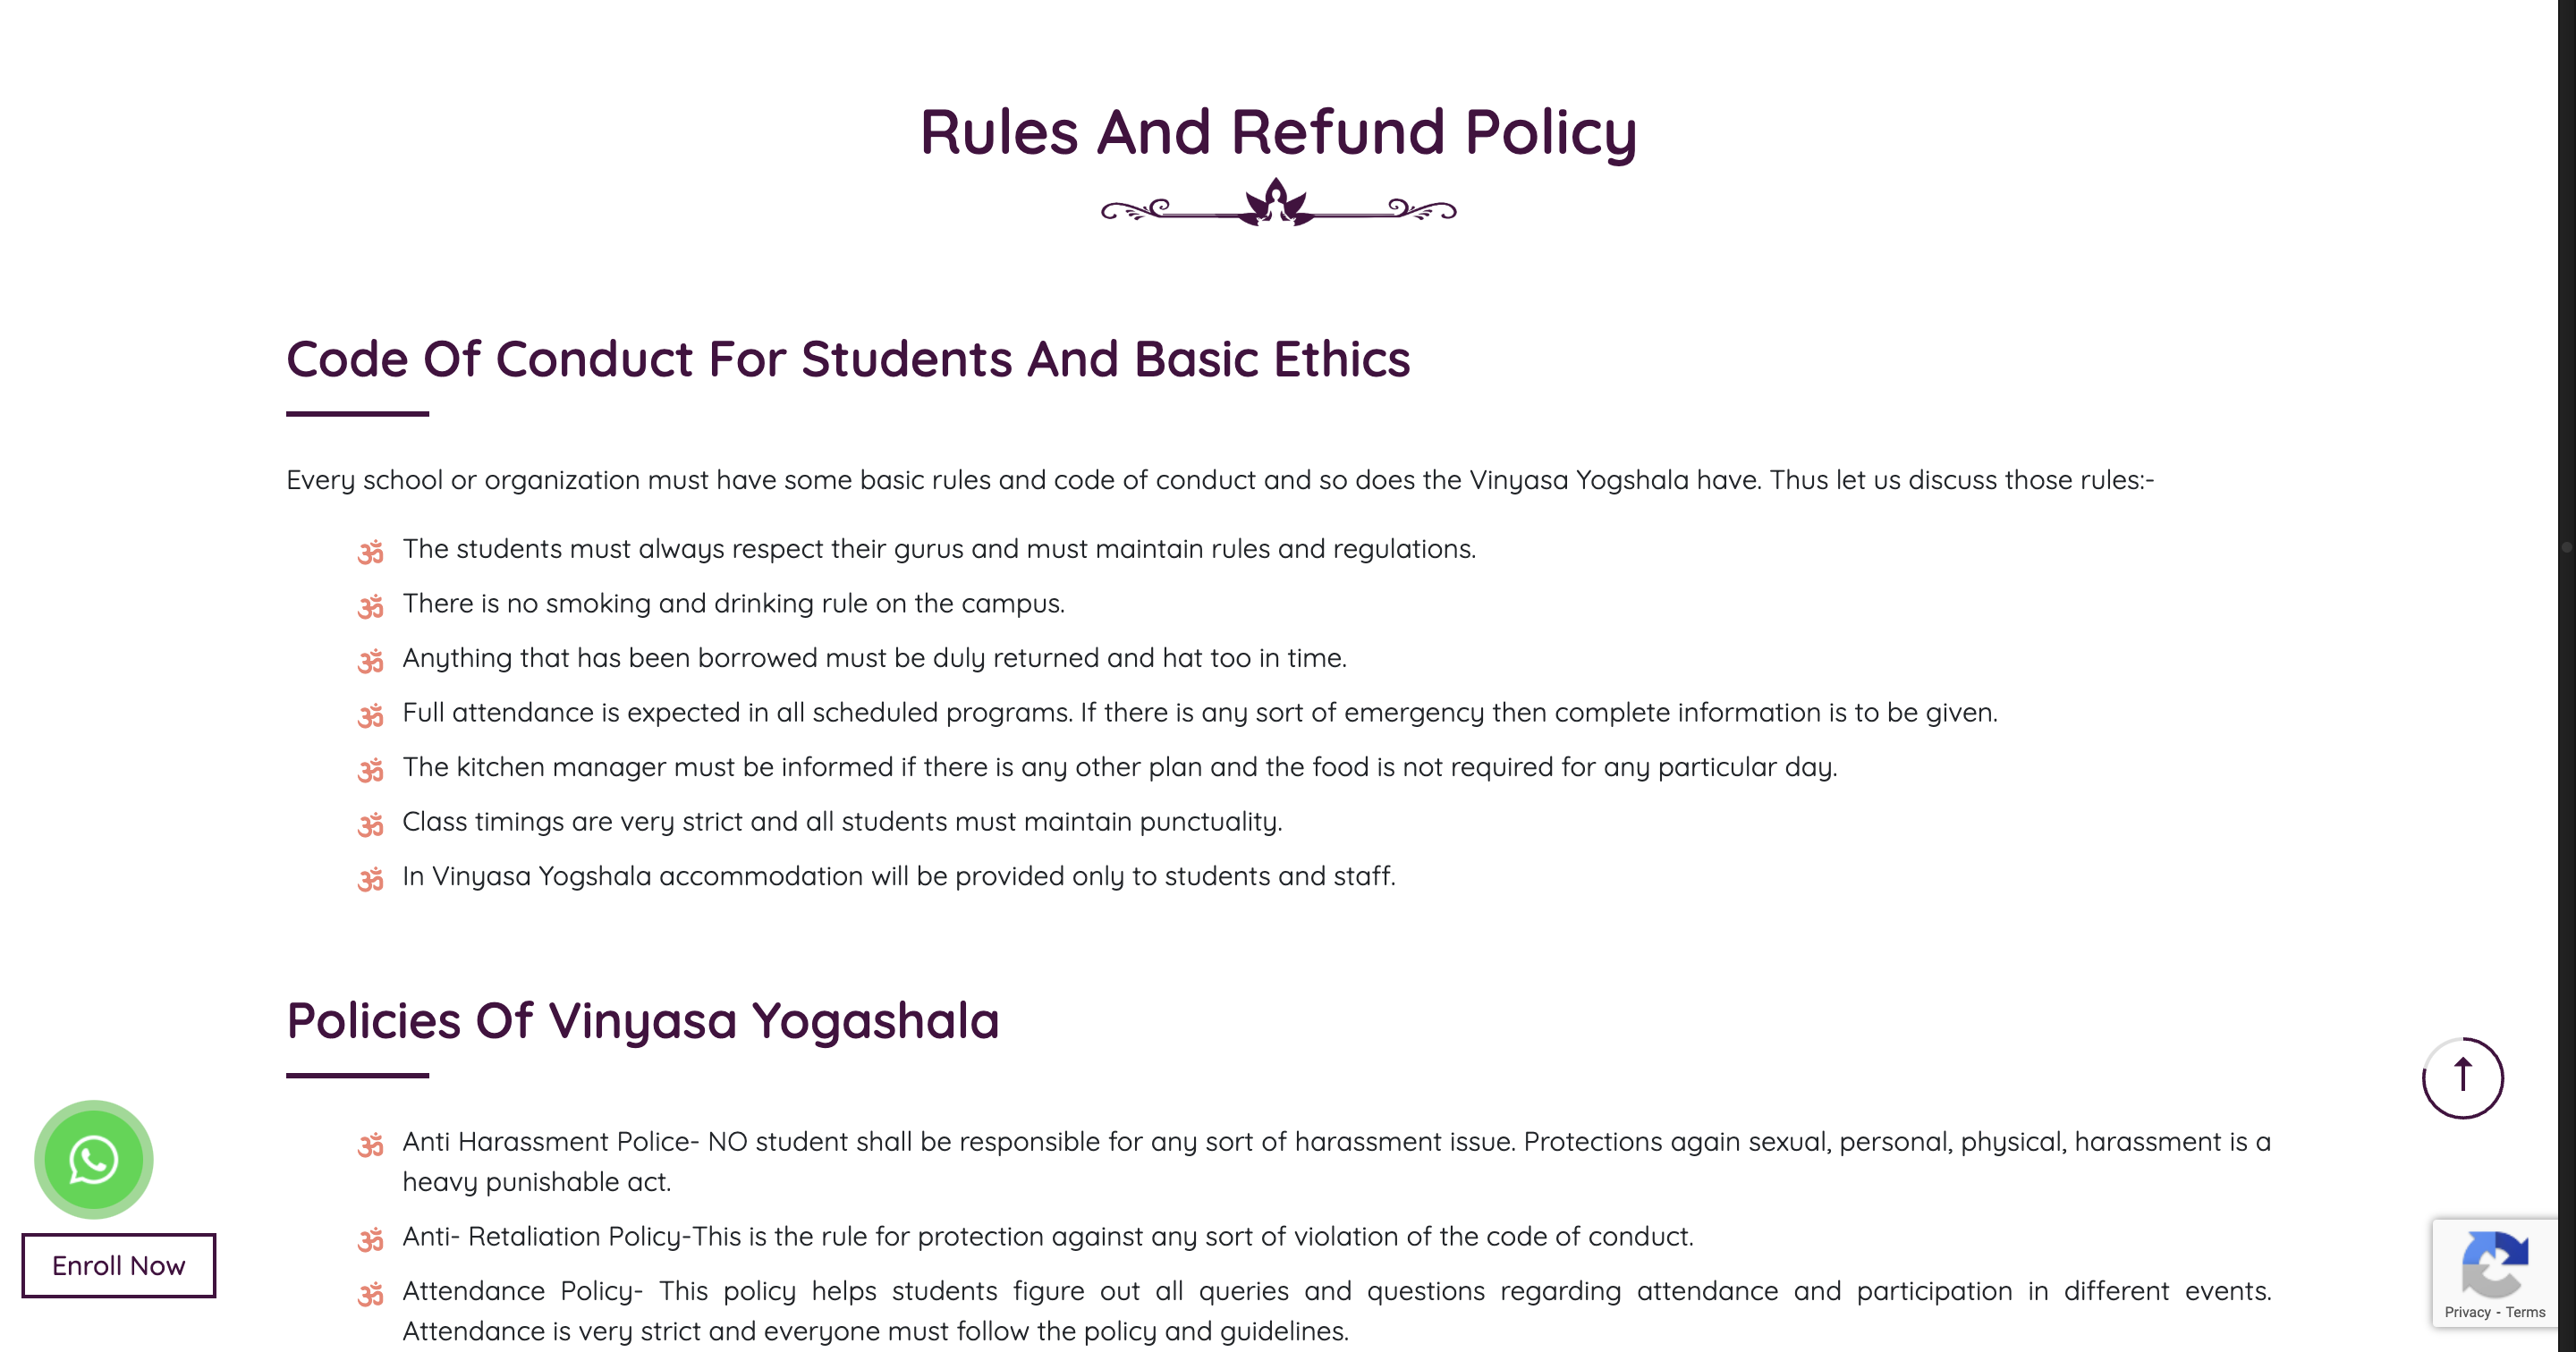 Rules And Refund Policy
Code Of Conduct For Students And Basic Ethics
Every school or organization must have some basic rules and code of conduct and so does the Vinyasa Yogshala have. Thus let us discuss those rules:-
ॐ The students must always respect their gurus and must maintain rules and regulations.
ॐ There is no smoking and drinking rule on the campus.
ॐ Anything that has been borrowed must be duly returned and hat too in time.
ॐ Full attendance is expected in all scheduled programs. If there is any sort of emergency then complete information is to be given.
ॐ The kitchen manager must be informed if there is any other plan and the food is not required for any particular day.
ॐ Class timings are very strict and all students must maintain punctuality.
ॐ In Vinyasa Yogshala accommodation will be provided only to students and staff.
Policies Of Vinyasa Yogashala
ॐ Anti Harassment Police- NO student shall be responsible for any sort of harassment issue. Protections again sexual, personal, physical, harassment is a
heavy punishable act.
ॐ Anti- Retaliation Policy-This is the rule for protection against any sort of violation of the code of conduct.
ॐ Attendance Policy- This policy helps students figure out all queries and questions regarding attendance and participation in different events.
Attendance is very strict and everyone must follow the policy and guidelines.
Enroll Now
Privacy - Terms